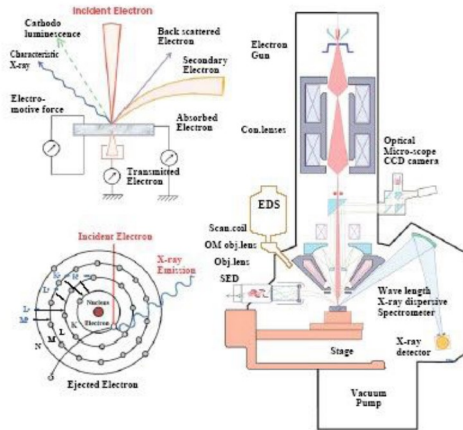 Incident Electron
Cathodo
luminescence
Back scattered
Electron
Characteristic
X-ray
Secondary
Electron
Electro-
motive force
Absorbed
Electron
Transmitted
Electron
Electron
Gun
Con.lenses
Optical
Micro-scope
CCD camera
EDS
Scan.coil
OM obj.lens
Obj.lens
SED
Wave length
X-ray dispersive
Spectrometer
X-ray
detector
Stage
Vacuum
Pump
Incident Electron
X-ray
Emission
Nucleus
Electron
K
L
M
N
Ejected Electron